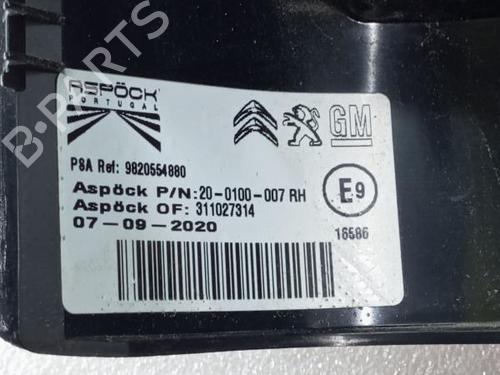 ASPÖCK
PORTUGAL
GM
PSA Ref: 9820554880
Aspöck P/N: 20-0100-007 RH
Aspöck OF: 311027314
07-09-2020
E9
16586
B-PARTS